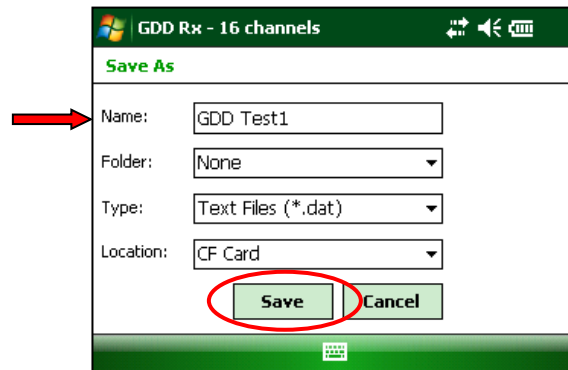 GDD Rx - 16 channels
Save As
Name: GDD Test1
Folder: None
Type: Text Files (*.dat)
Location: CF Card
Save Cancel